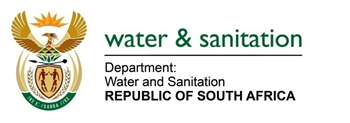 water & sanitation
Department:
Water and Sanitation
REPUBLIC OF SOUTH AFRICA